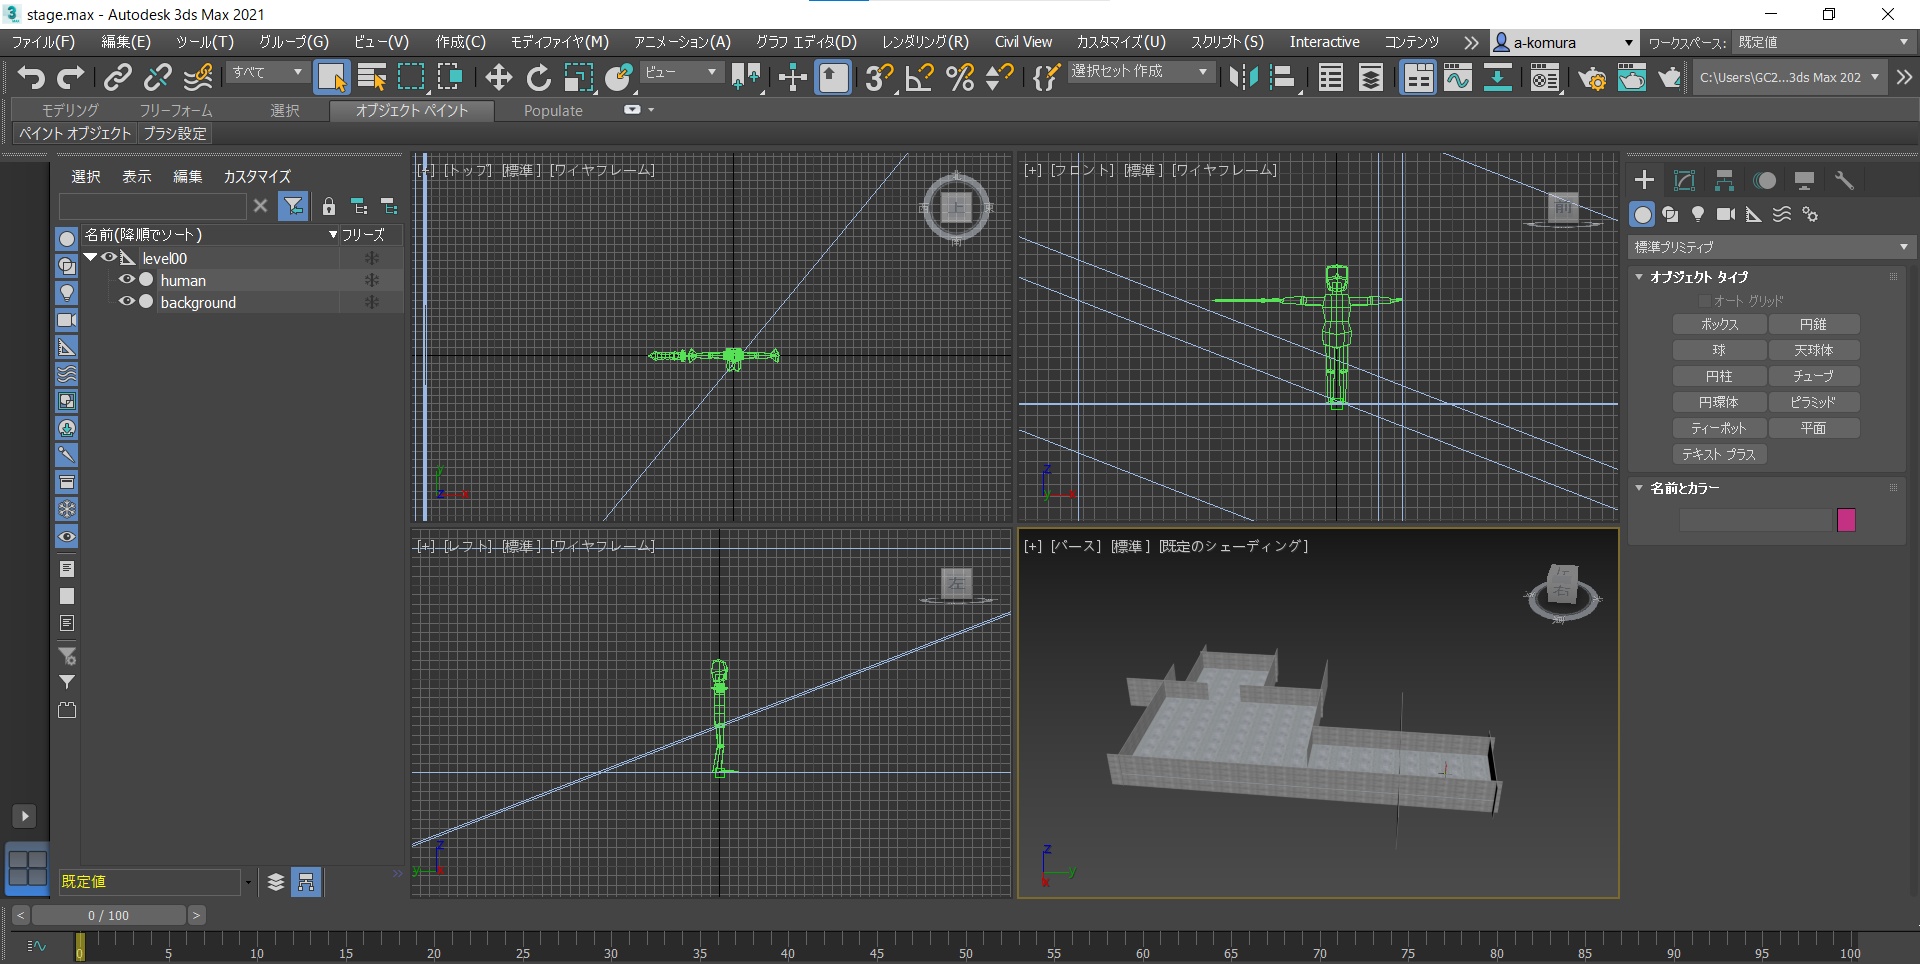 stage.max - Autodesk 3ds Max 2021
ファイル(F) 編集(E) ツール(T) グループ(G) ビュー(V) 作成(C) モディファイヤ(M) アニメーション(A) グラフ エディタ(D) レンダリング(R) Civil View カスタマイズ(U) スクリプト(S) Interactive コンテンツ a-komura ワークスペース: 既定値
すべて ビュー 選択セット 作成 C:\Users\GC2...3ds Max 202
モデリング フリーフォーム 選択 オブジェクト ペイント Populate
ペイント オブジェクト ブラシ設定
選択 表示 編集 カスタマイズ
名前(降順でソート) フリーズ
level00
human
background
既定値
[+] [トップ] [標準 ] [ワイヤフレーム]
上
北
西
東
南
[+] [フロント] [標準 ] [ワイヤフレーム]
前
[+] [レフト] [標準 ] [ワイヤフレーム]
左
[+] [パース] [標準 ] [既定のシェーディング]
右
標準プリミティブ
オブジェクト タイプ
オート グリッド
ボックス 円錐
球 天球体
円柱 チューブ
円環体 ピラミッド
ティーポット 平面
テキスト プラス
名前とカラー
< 0 / 100 >
0 5 10 15 20 25 30 35 40 45 50 55 60 65 70 75 80 85 90 95 100